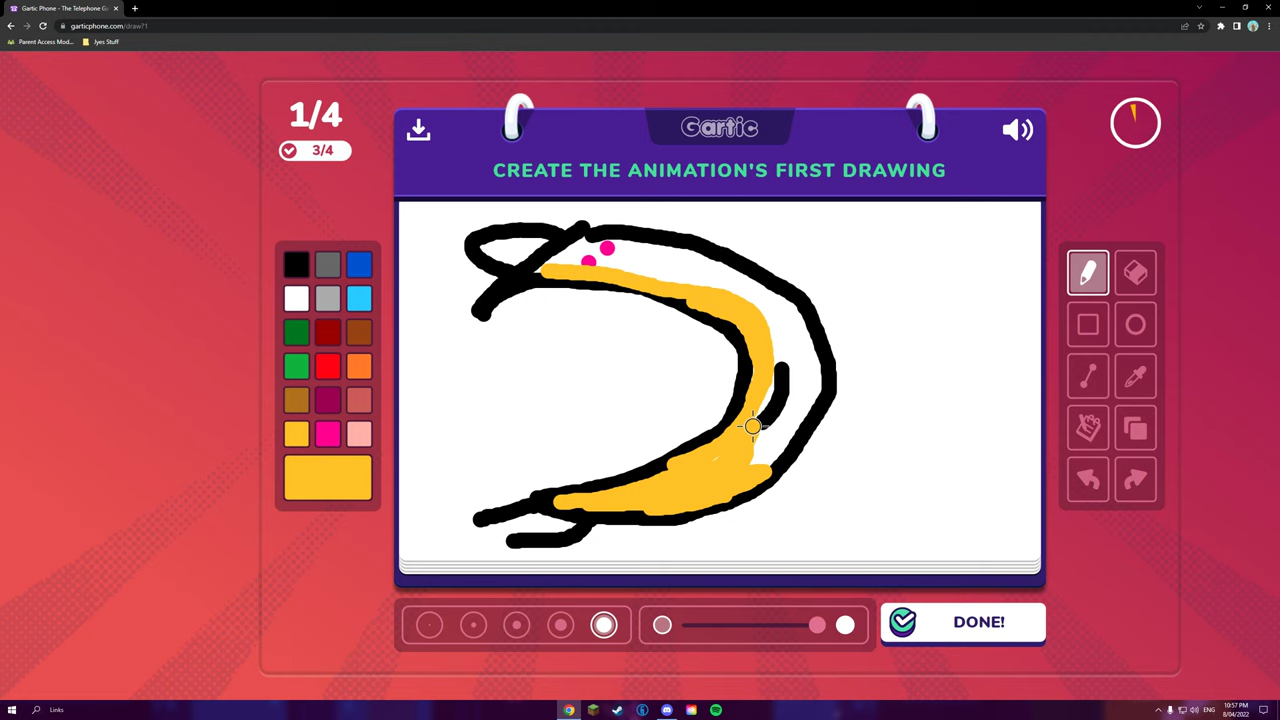 Gartic Phone - The Telephone G
garticphone.com/draw?1
Parent Access Mod...
Jyes Stuff
1/4
3/4
Gartic
CREATE THE ANIMATION'S FIRST DRAWING
DONE!
Links
ENG
10:57 PM
8/04/2022